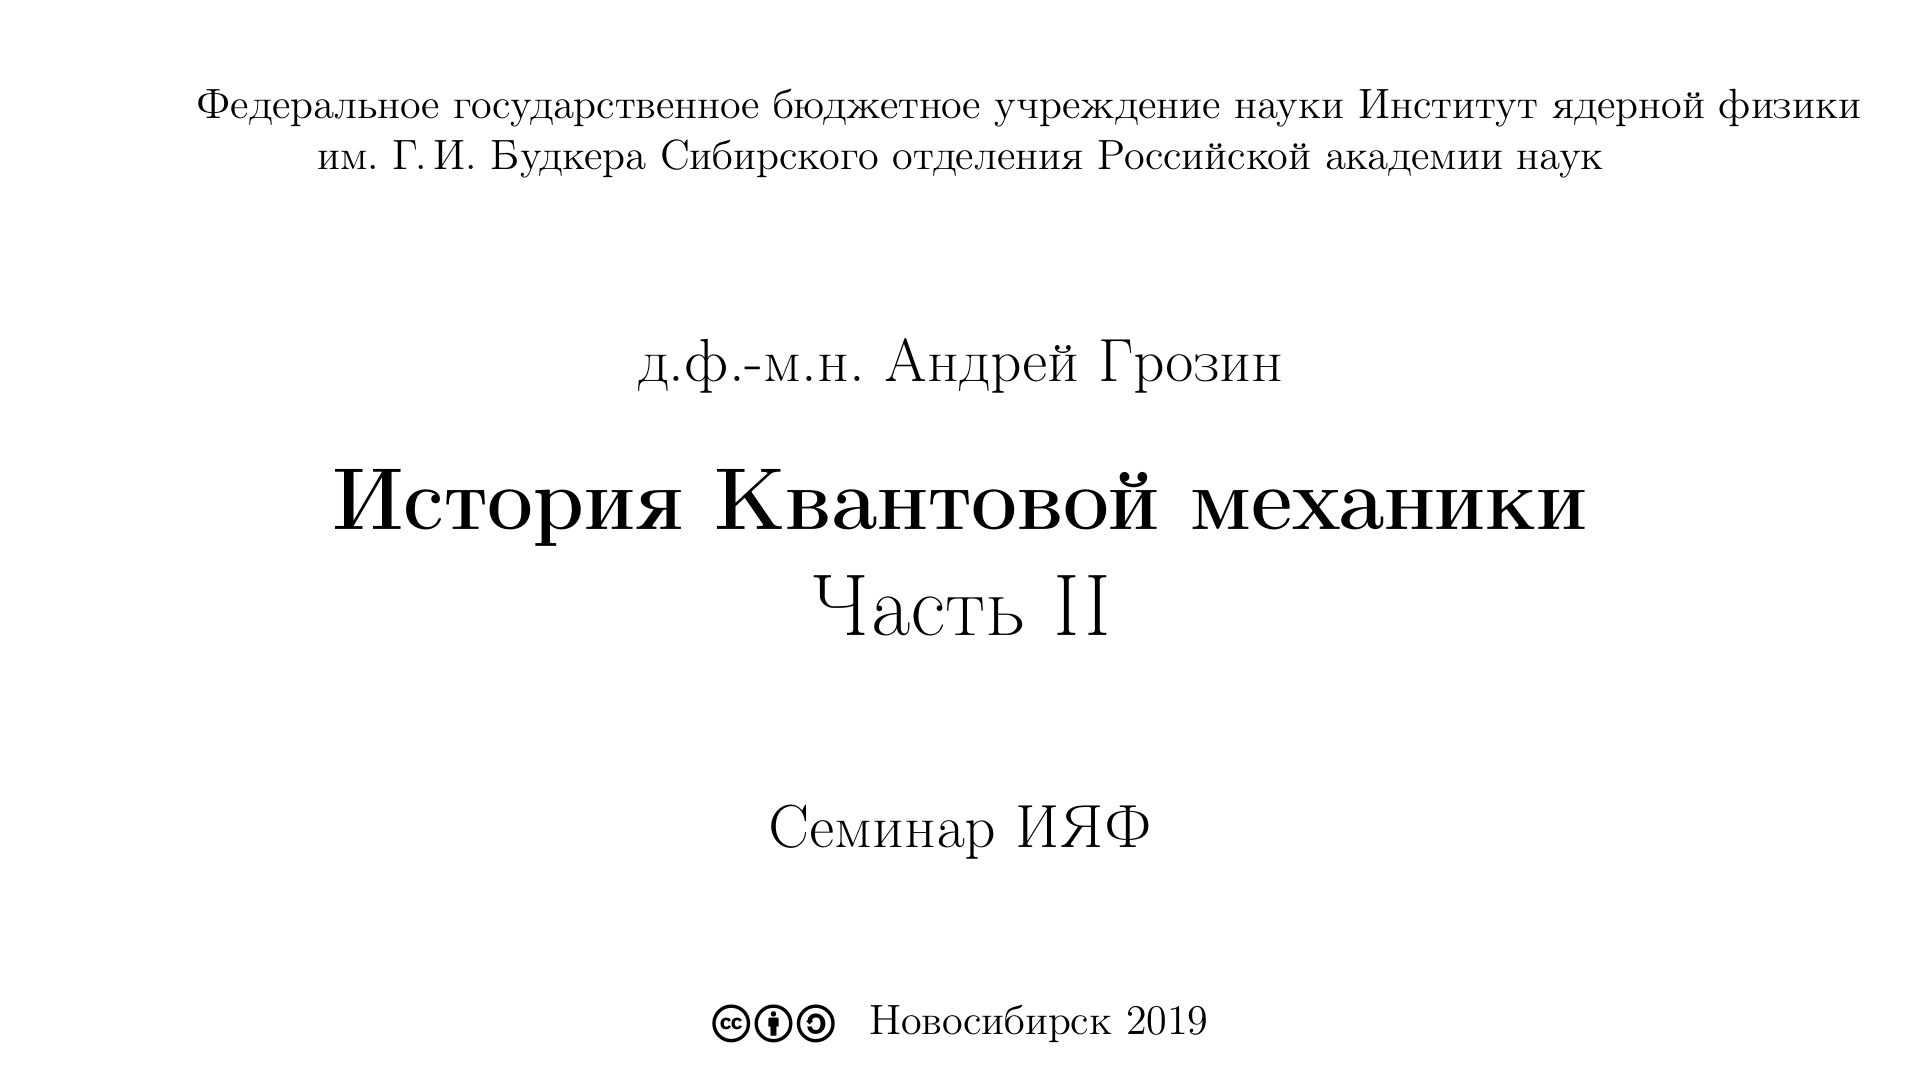 Федеральное государственное бюджетное учреждение науки Институт ядерной физики
им. Г. И. Будкера Сибирского отделения Российской академии наук
д.ф.-м.н. Андрей Грозин
История Квантовой механики
Часть II
Семинар ИЯФ
cc Новосибирск 2019